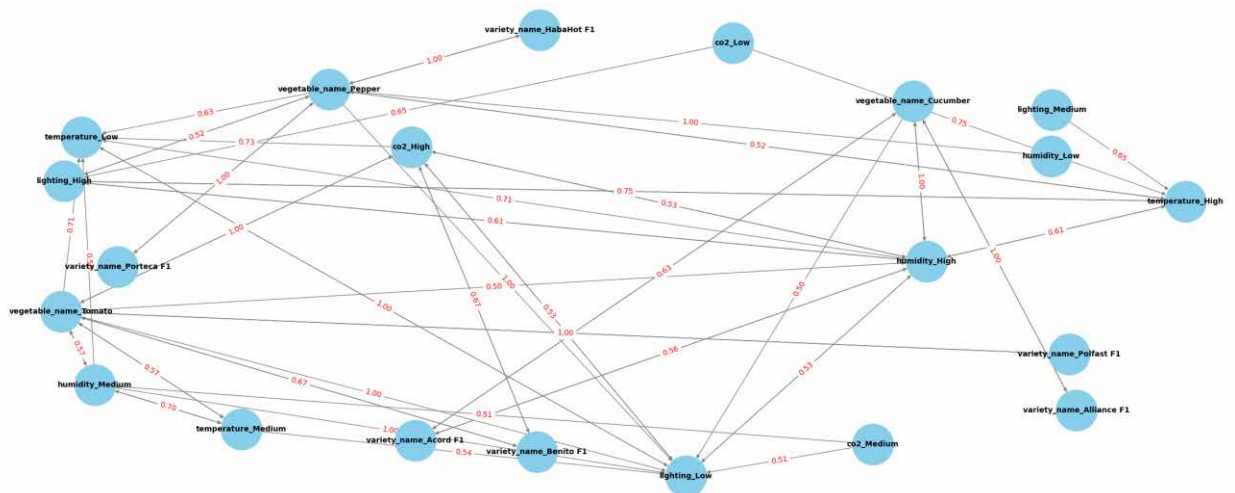 variety_name_HabaHot F1
co2_Low
1.00
vegetable_name_Pepper
vegetable_name_Cucumber
lighting_Medium
0.63
0.65
temperature_Low
0.52
0.73
co2_High
1.00
0.75
0.52
humidity_Low
0.65
lighting_High
1.00
1.00
0.75
0.71
0.53
temperature_High
0.71
1.00
0.61
0.61
humidity_High
variety_name_Porteca F1
0.63
1.00
1.00
0.50
0.50
vegetable_name_Tomato
1.00
0.67
0.53
1.00
0.57
0.56
0.53
variety_name_Polfast F1
0.57
humidity_Medium
0.67
1.00
0.70
0.51
variety_name_Alliance F1
temperature_Medium
1.00
variety_name_Acord F1
co2_Medium
0.54
variety_name_Benito F1
0.51
lighting_Low